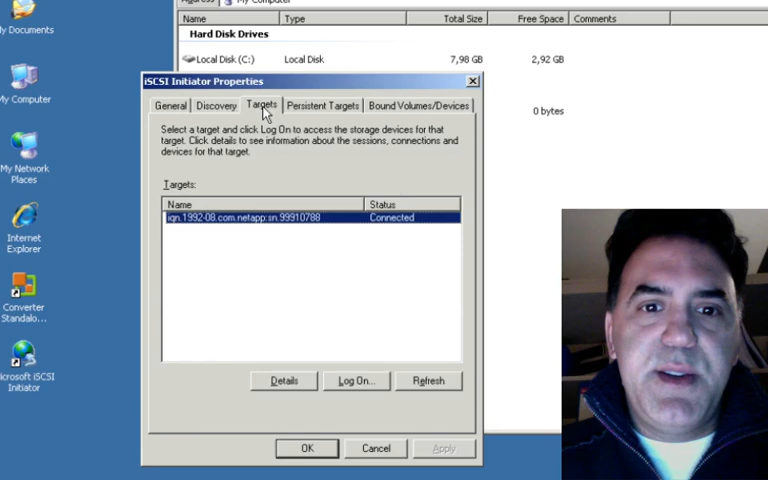 Address
My Computer
Name Type Total Size Free Space Comments
Hard Disk Drives
Local Disk (C:) Local Disk 7,98 GB 2,92 GB
0 bytes
My Documents
My Computer
My Network
Places
Internet
Explorer
Converter
Standalo...
Microsoft iSCSI
Initiator
iSCSI Initiator Properties
General Discovery Targets Persistent Targets Bound Volumes/Devices
Select a target and click Log On to access the storage devices for that
target. Click details to see information about the sessions, connections and
devices for that target.
Targets:
Name Status
iqn.1992-08.com.netapp:sn.99910788 Connected
Details Log On... Refresh
OK Cancel Apply